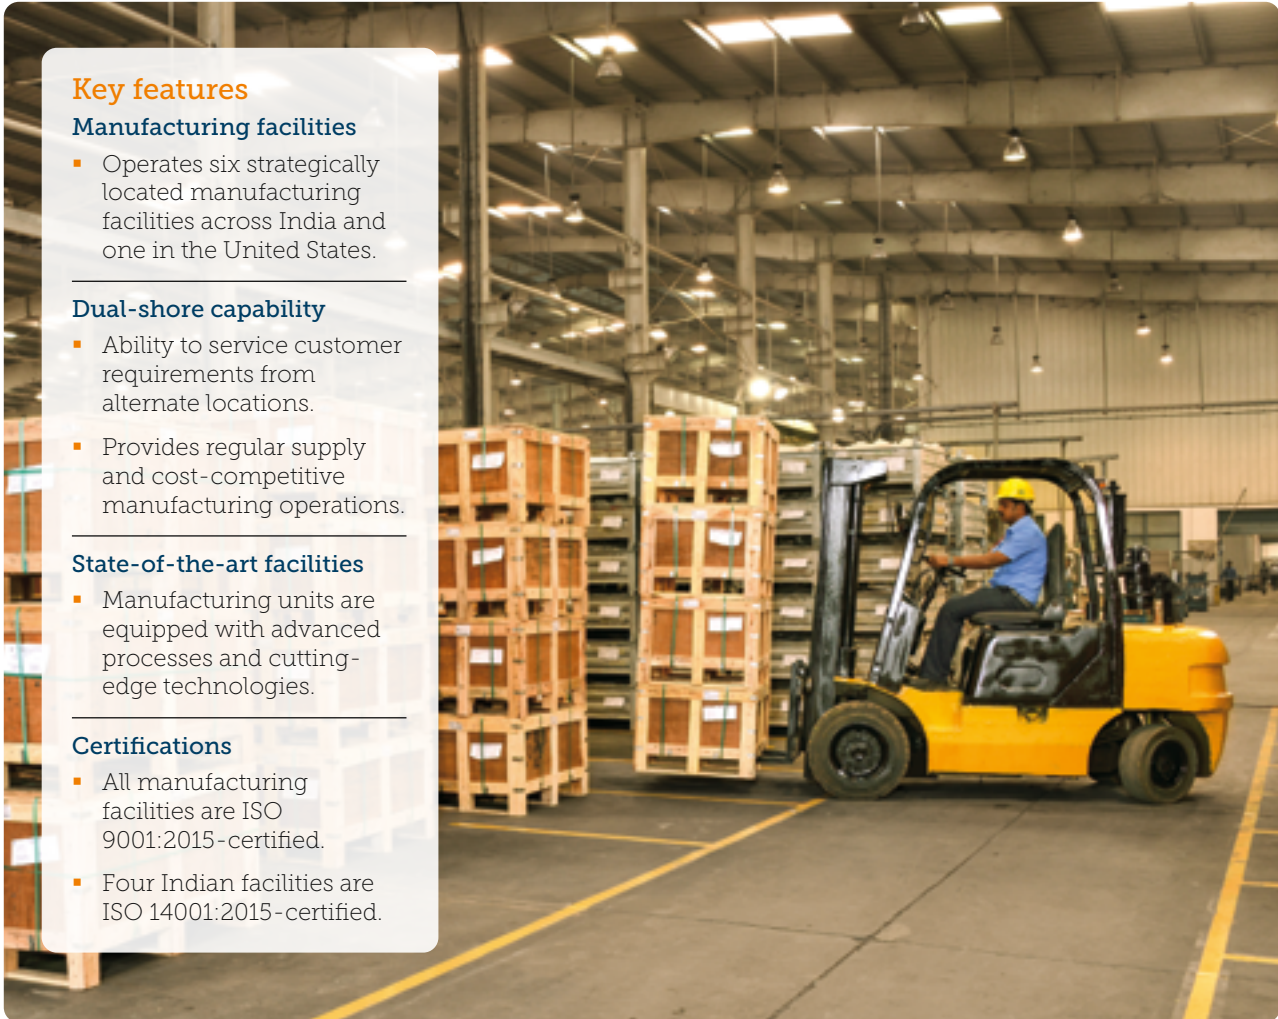 Key features
Manufacturing facilities
▪ Operates six strategically
located manufacturing
facilities across India and
one in the United States.
Dual-shore capability
▪ Ability to service customer
requirements from
alternate locations.
▪ Provides regular supply
and cost-competitive
manufacturing operations.
State-of-the-art facilities
▪ Manufacturing units are
equipped with advanced
processes and cutting-
edge technologies.
Certifications
▪ All manufacturing
facilities are ISO
9001:2015-certified.
▪ Four Indian facilities are
ISO 14001:2015-certified.